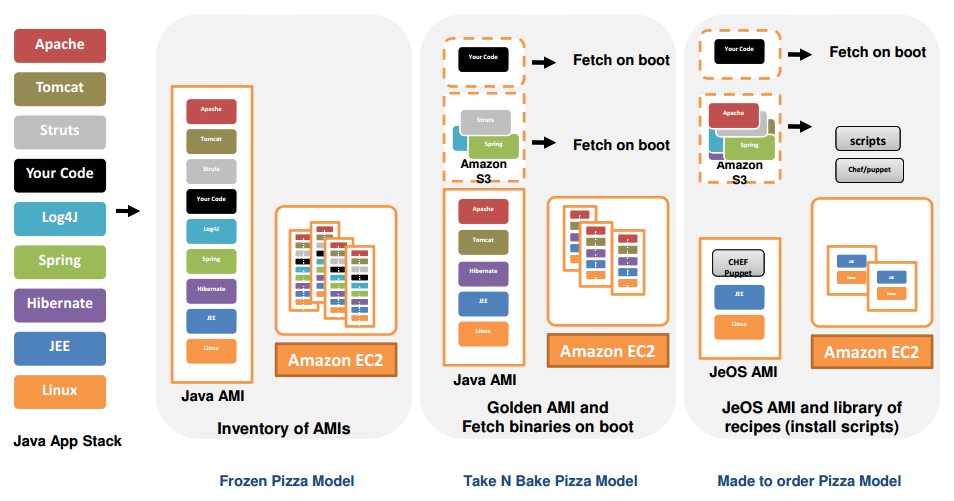 Apache
Tomcat
Struts
Your Code
Log4J
Spring
Hibernate
JEE
Linux
Java App Stack
Apache
Tomcat
Struts
Your Code
Log4J
Spring
Hibernate
JEE
Linux
Java AMI
Amazon EC2
Inventory of AMIs
Frozen Pizza Model
Your Code
Fetch on boot
Struts
Spring
Amazon
S3
Fetch on boot
Apache
Tomcat
Hibernate
JEE
Linux
Java AMI
Amazon EC2
Golden AMI and
Fetch binaries on boot
Take N Bake Pizza Model
Your Code
Fetch on boot
Apache
Spring
Amazon
S3
scripts
Chef/puppet
CHEF
Puppet
JEE
Linux
JeOS AMI
JEE
Linux
JEE
Linux
Amazon EC2
JeOS AMI and library of
recipes (install scripts)
Made to order Pizza Model